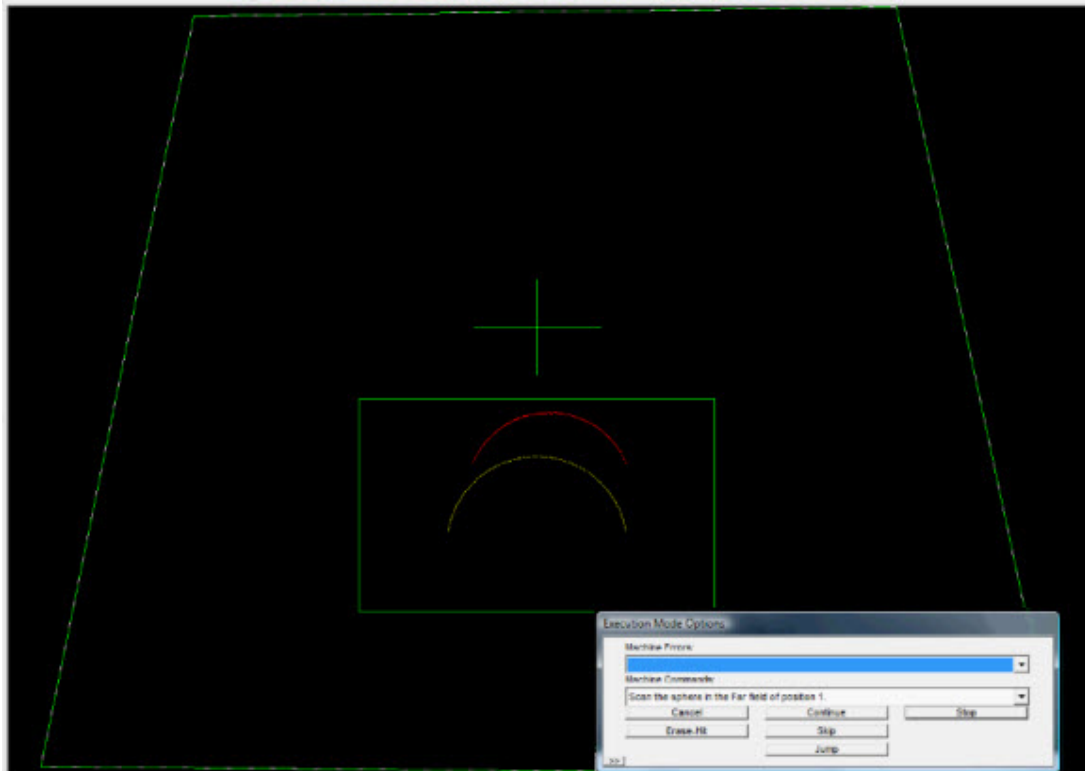 Execution Mode Options
Machine Errors:
Machine Commands:
Scan the sphere in the Far field of position 1.
Cancel
Continue
Stop
Erase Hit
Skip
Jump
>>